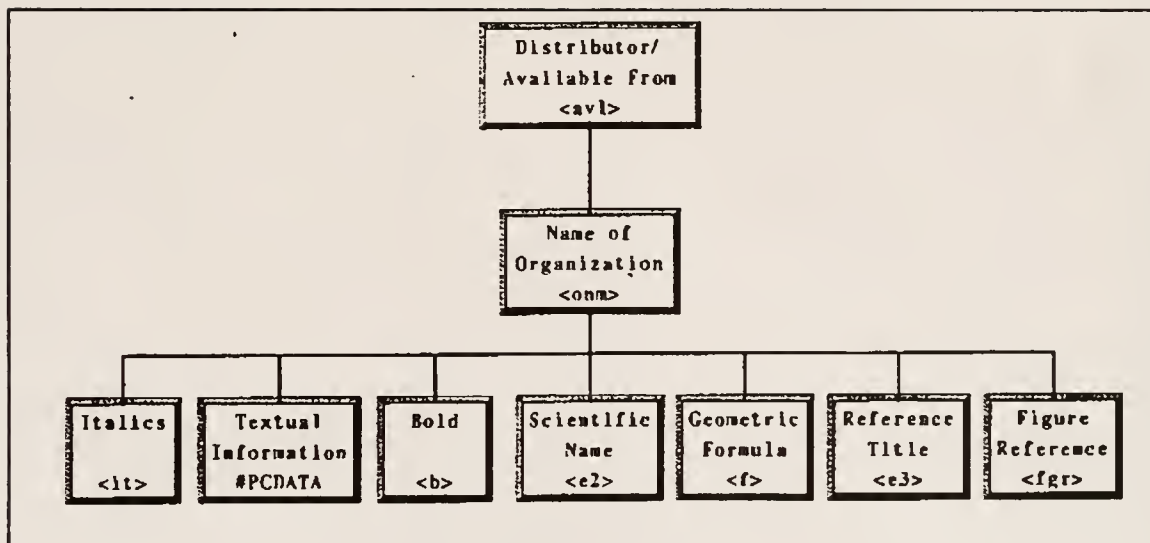 Distributor/
Available From
<avl>
Name of
Organization
<onm>
Italics
<it>
Textual
Information
#PCDATA
Bold
<b>
Scientific
Name
<e2>
Geometric
Formula
<f>
Reference
Title
<e3>
Figure
Reference
<fgr>